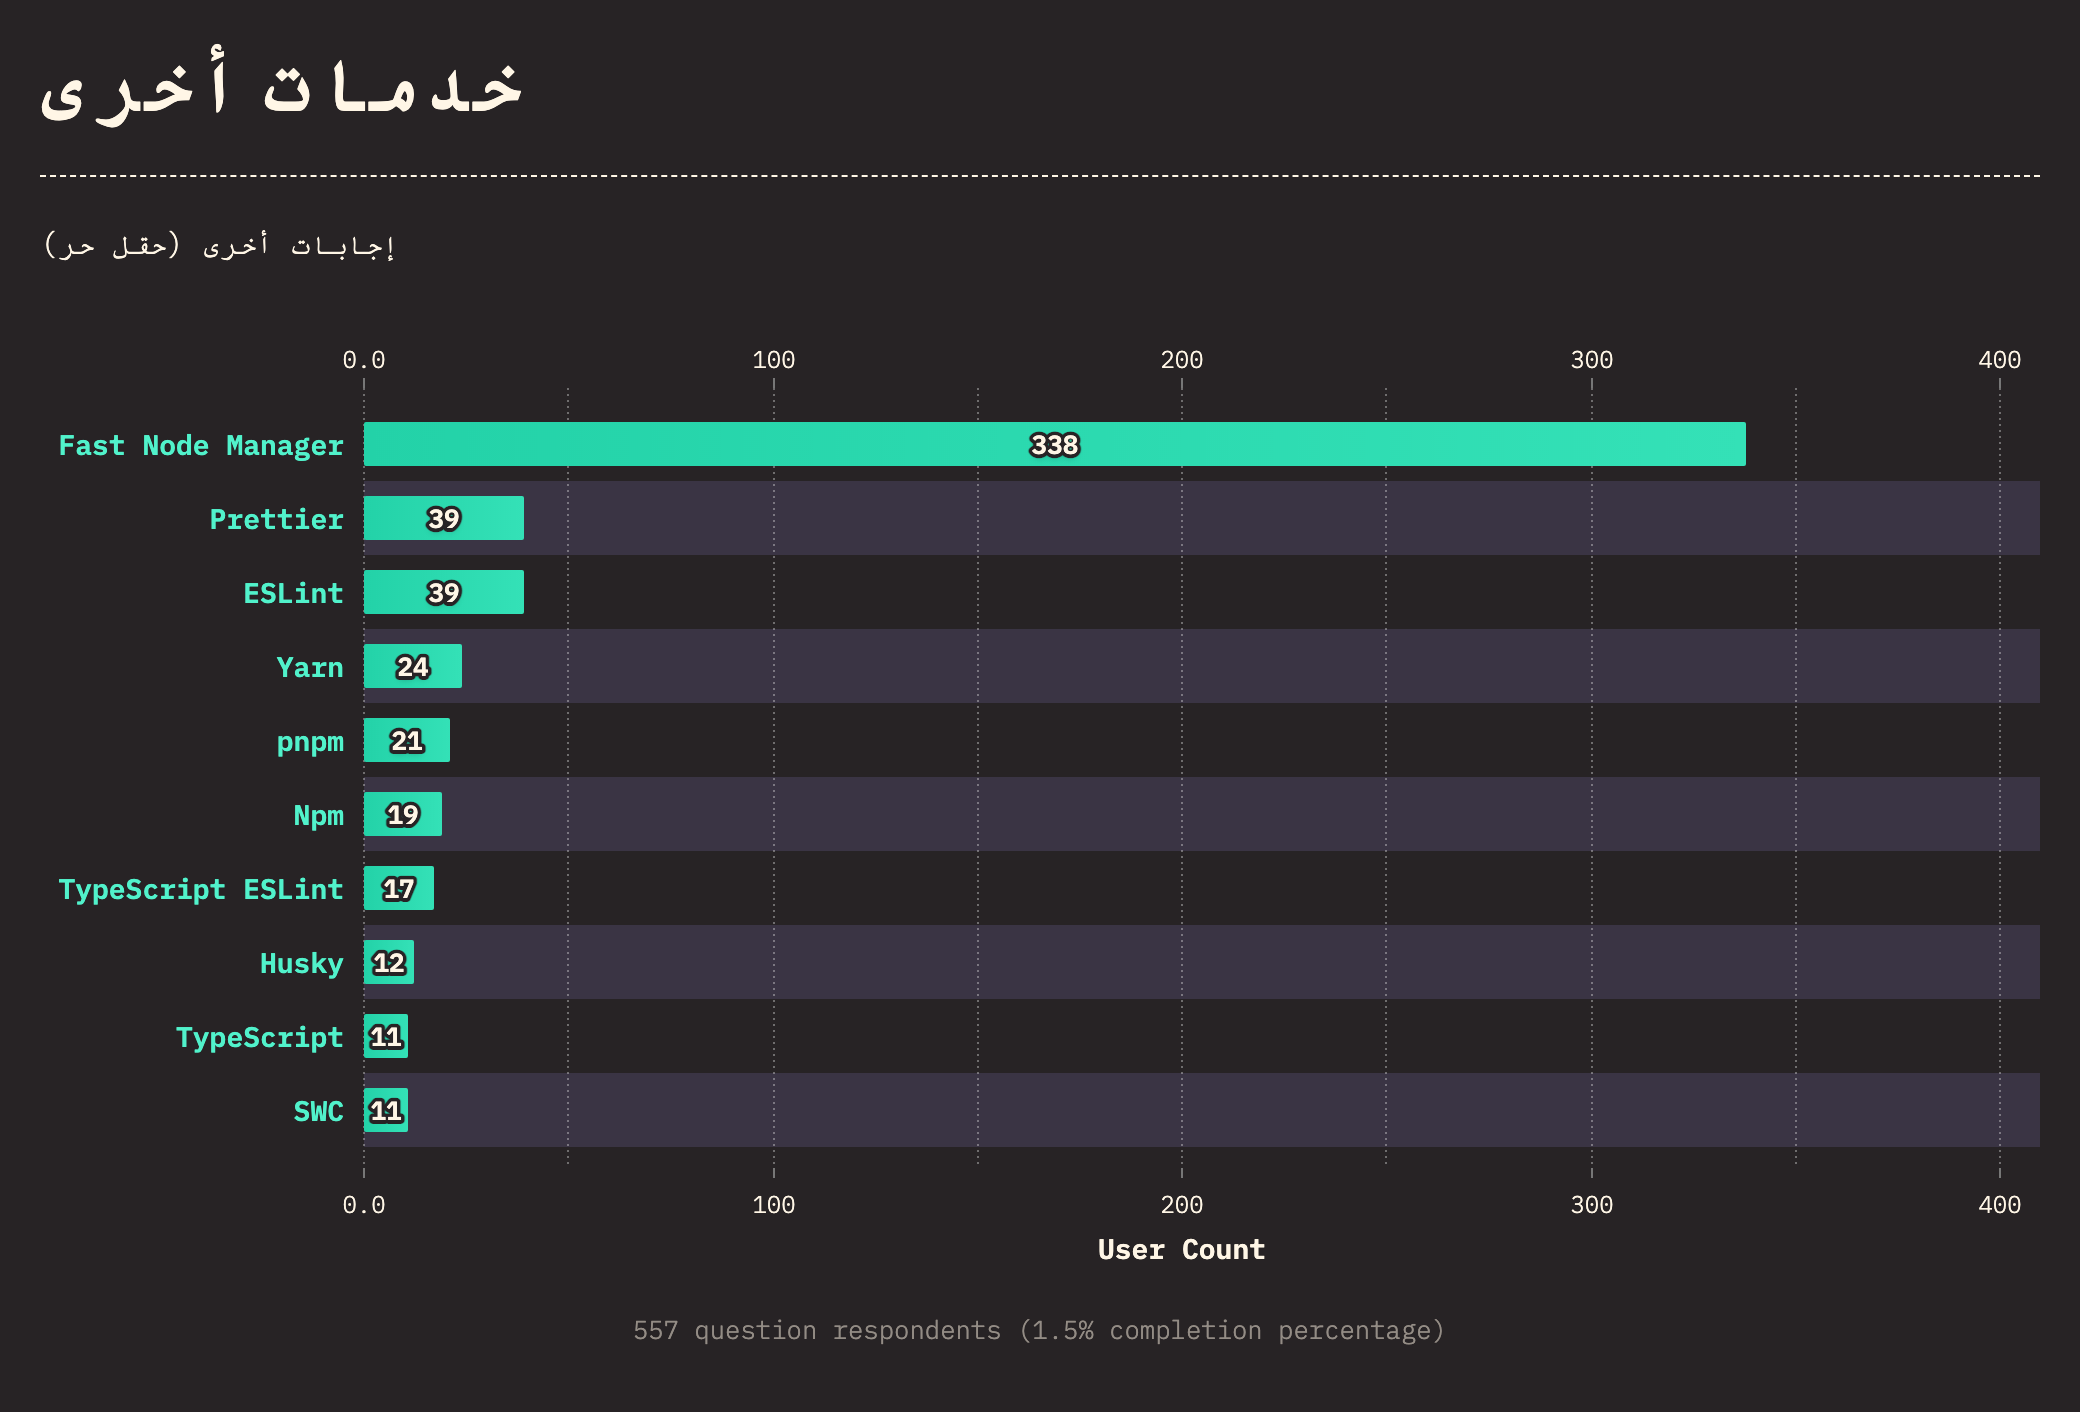 خدمات أخرى
إجابات أخرى (حقل حر)
0.0 100 200 300 400
Fast Node Manager 338
Prettier 39
ESLint 39
Yarn 24
pnpm 21
Npm 19
TypeScript ESLint 17
Husky 12
TypeScript 11
SWC 11
0.0 100 200 300 400
User Count
557 question respondents (1.5% completion percentage)